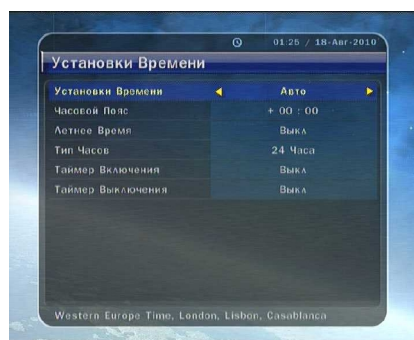 01:25 / 18-Авг-2010
Установки Времени
Установки Времени Авто
Часовой Пояс + 00 : 00
Летнее Время Выкл
Тип Часов 24 Часа
Таймер Включения Выкл
Таймер Выключения Выкл
Western Europe Time, London, Lisbon, Casablanca